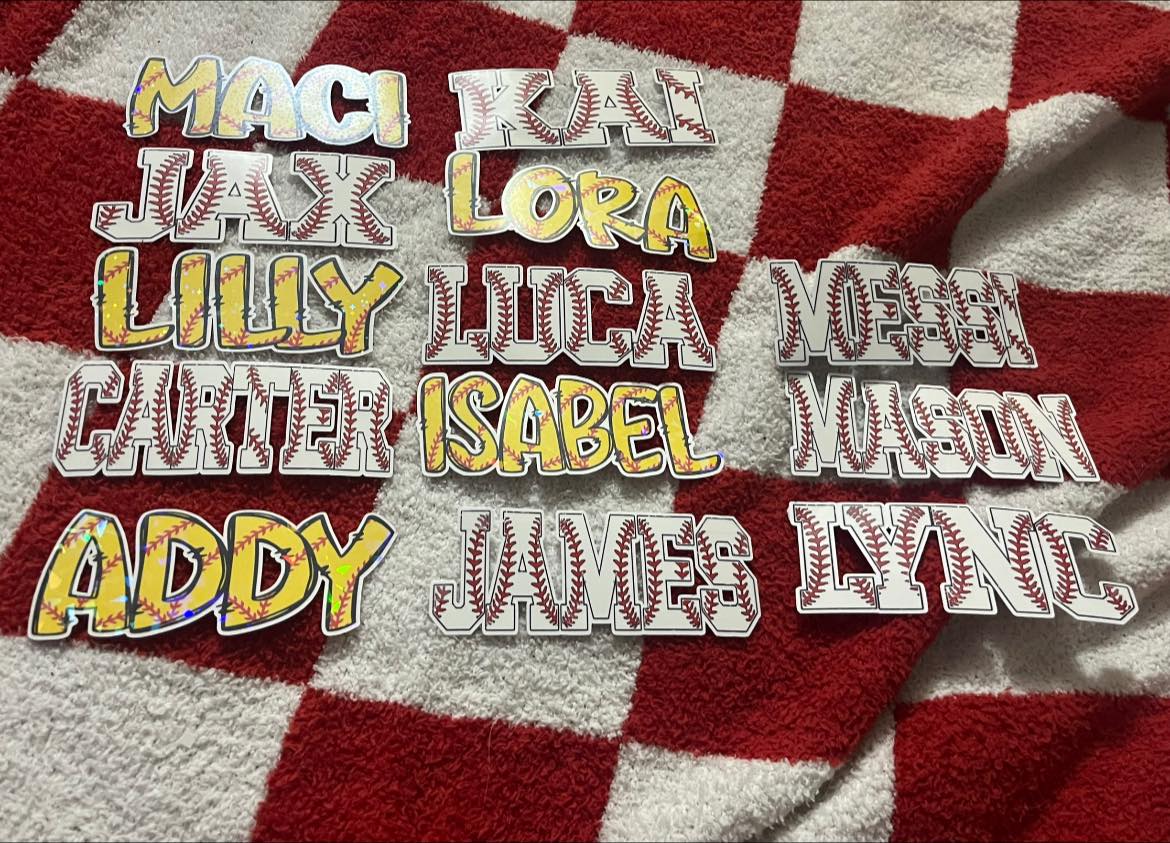 MACI KAI
JAX LORA
LILLY LUCA MESSI
CARTER ISABEL MASON
ADDY JAMES LYNC